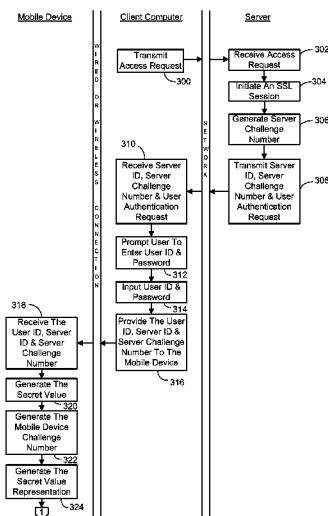 Mobile Device
Client Computer
Server
Transmit
Access Request
300
Receive Access
Request
302
Initiate An SSL
Session
304
Generate Server
Challenge
Number
306
Transmit Server
ID, Server
Challenge
Number & User
Authentication
Request
308
310
Receive Server
ID, Server
Challenge
Number & User
Authentication
Request
Prompt User To
Enter User ID &
Password
312
Input User ID &
Password
314
Provide The User
ID, Server ID &
Server Challenge
Number To The
Mobile Device
316
318
Receive The
User ID, Server
ID & Server
Challenge
Number
Generate The
Secret Value
320
Generate The
Mobile Device
Challenge
Number
322
Generate The
Secret Value
Representation
324
1
WIRED OR WIRELESS CONNECTION
NETWORK